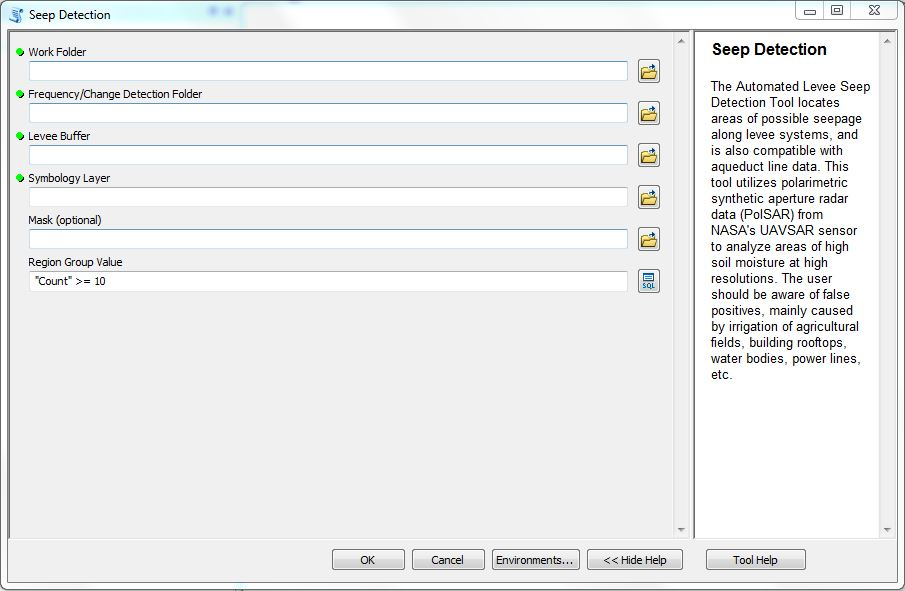 Seep Detection
Work Folder
Frequency/Change Detection Folder
Levee Buffer
Symbology Layer
Mask (optional)
Region Group Value
"Count" >= 10
SQL
OK
Cancel
Environments...
<< Hide Help
Seep Detection
The Automated Levee Seep
Detection Tool locates
areas of possible seepage
along levee systems, and
is also compatible with
aqueduct line data. This
tool utilizes polarimetric
synthetic aperture radar
data (PolSAR) from
NASA's UAVSAR sensor
to analyze areas of high
soil moisture at high
resolutions. The user
should be aware of false
positives, mainly caused
by irrigation of agricultural
fields, building rooftops,
water bodies, power lines,
etc.
Tool Help